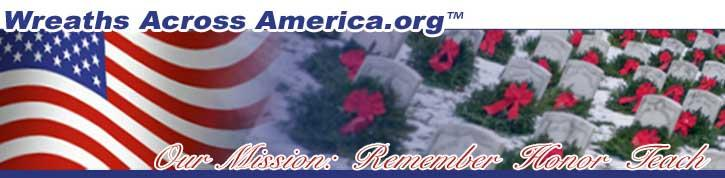 Wreaths Across America.org™
Our Mission: Remember Honor Teach